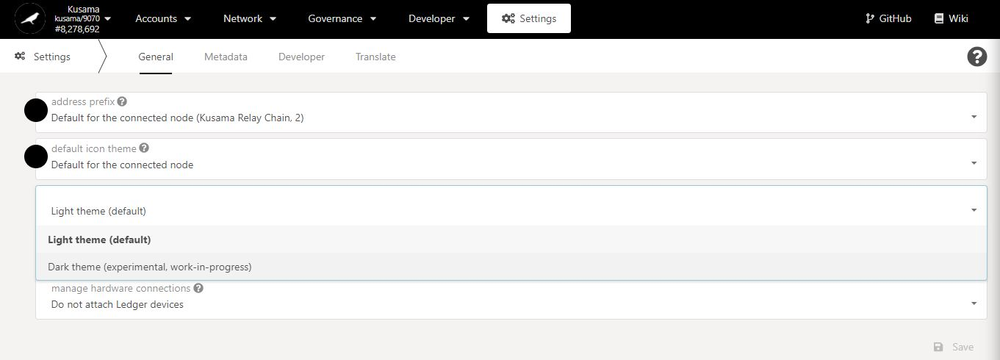 Kusama
kusama/9070
#8,278,692
Accounts
Network
Governance
Developer
Settings
GitHub
Wiki
Settings
General
Metadata
Developer
Translate
address prefix
Default for the connected node (Kusama Relay Chain, 2)
default icon theme
Default for the connected node
Light theme (default)
Light theme (default)
Dark theme (experimental, work-in-progress)
manage hardware connections
Do not attach Ledger devices
Save